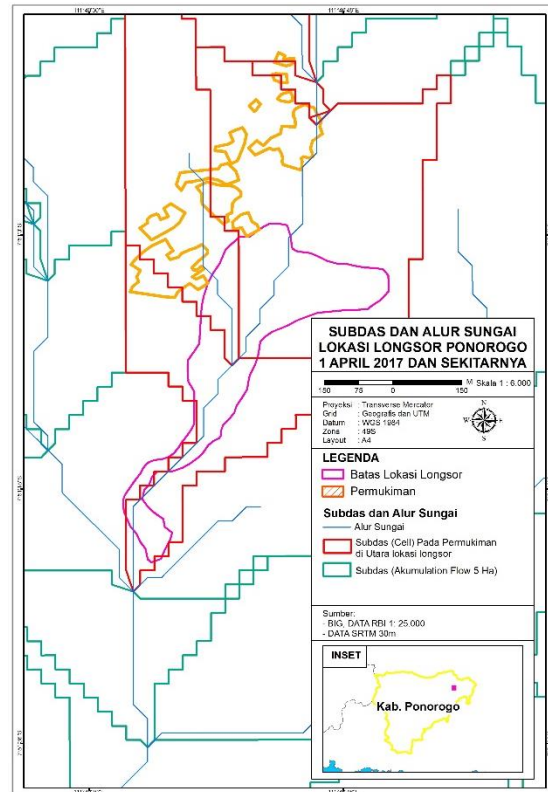 SUBDAS DAN ALUR SUNGAI
LOKASI LONGSOR PONOROGO
1 APRIL 2017 DAN SEKITARNYA
150 75 0 150 M Skala 1 : 6.000
Proyeksi : Transverse Mercator
Grid : Geografis dan UTM
Datum : WGS 1984
Zona : 49S
Layout : A4
N
W E
S
LEGENDA
Batas Lokasi Longsor
Permukiman
Subdas dan Alur Sungai
Alur Sungai
Subdas (Cell) Pada Permukiman
di Utara lokasi longsor
Subdas (Akumulation Flow 5 Ha)
Sumber:
- BIG, DATA RBI 1: 25.000
- DATA SRTM 30m
INSET
Kab. Ponorogo